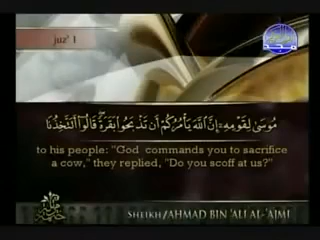 juz' 1
مُوسَىٰ لِقَوْمِهِۦٓ إِنَّ ٱللَّهَ يَأْمُرُكُمْ أَن تَذْبَحُوا۟ بَقَرَةً ۖ قَالُوٓا۟ أَتَتَّخِذُنَا
to his people: "God commands you to sacrifice
a cow," they replied, "Do you scoff at us?"
SHEIKH/AHMAD BIN 'ALI AL-'AJMI